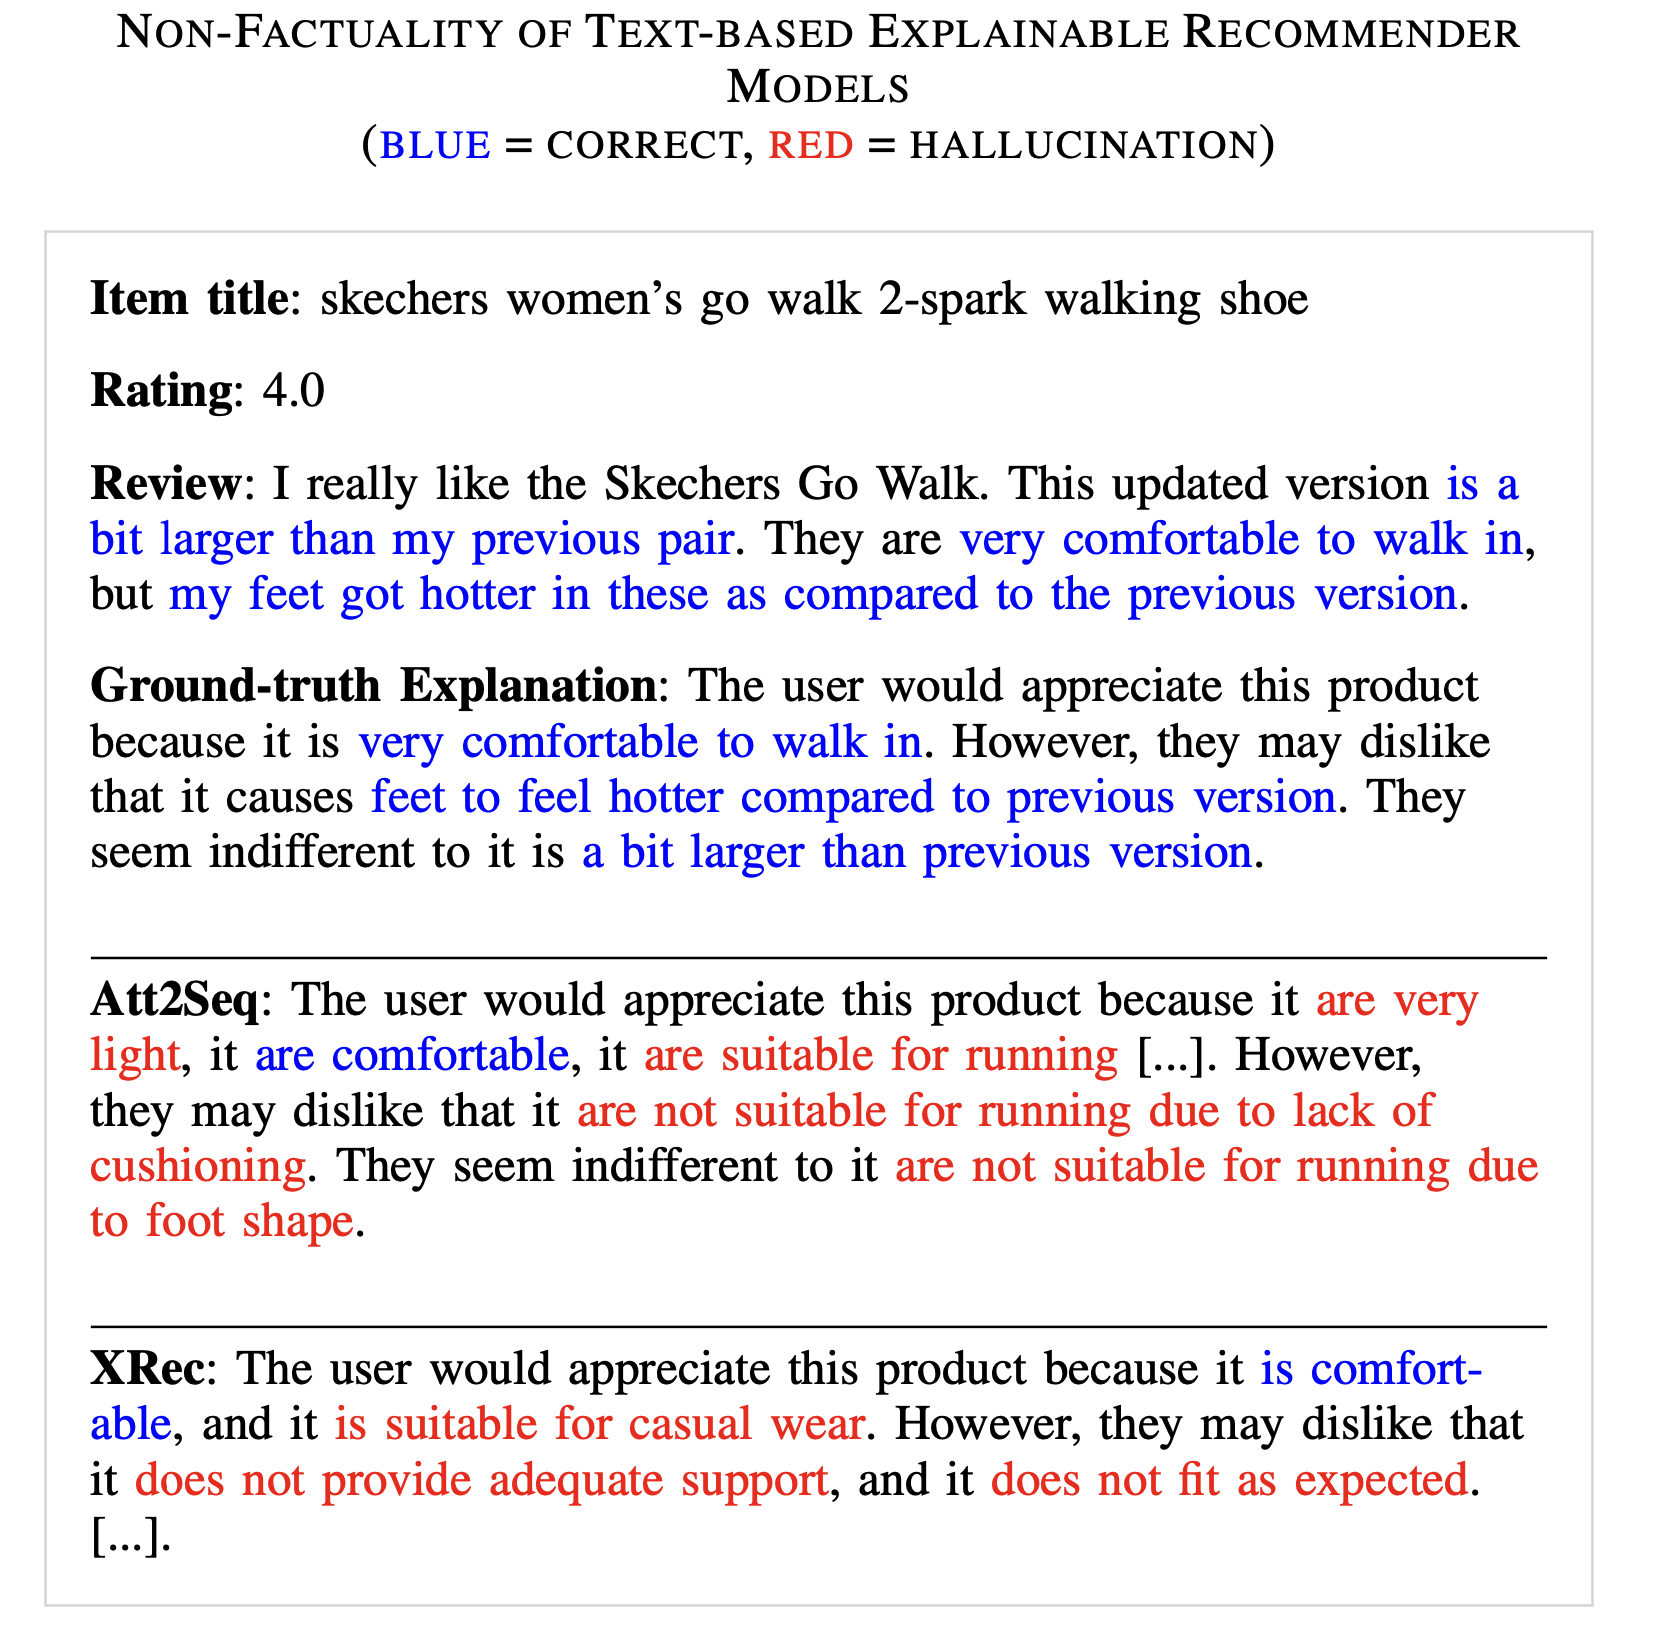 NON-FACTUALITY OF TEXT-BASED EXPLAINABLE RECOMMENDER
MODELS
(BLUE = CORRECT, RED = HALLUCINATION)
Item title: skechers women's go walk 2-spark walking shoe
Rating: 4.0
Review: I really like the Skechers Go Walk. This updated version is a
bit larger than my previous pair. They are very comfortable to walk in,
but my feet got hotter in these as compared to the previous version.
Ground-truth Explanation: The user would appreciate this product
because it is very comfortable to walk in. However, they may dislike
that it causes feet to feel hotter compared to previous version. They
seem indifferent to it is a bit larger than previous version.
Att2Seq: The user would appreciate this product because it are very
light, it are comfortable, it are suitable for running [...]. However,
they may dislike that it are not suitable for running due to lack of
cushioning. They seem indifferent to it are not suitable for running due
to foot shape.
XRec: The user would appreciate this product because it is comfort-
able, and it is suitable for casual wear. However, they may dislike that
it does not provide adequate support, and it does not fit as expected.
[...].